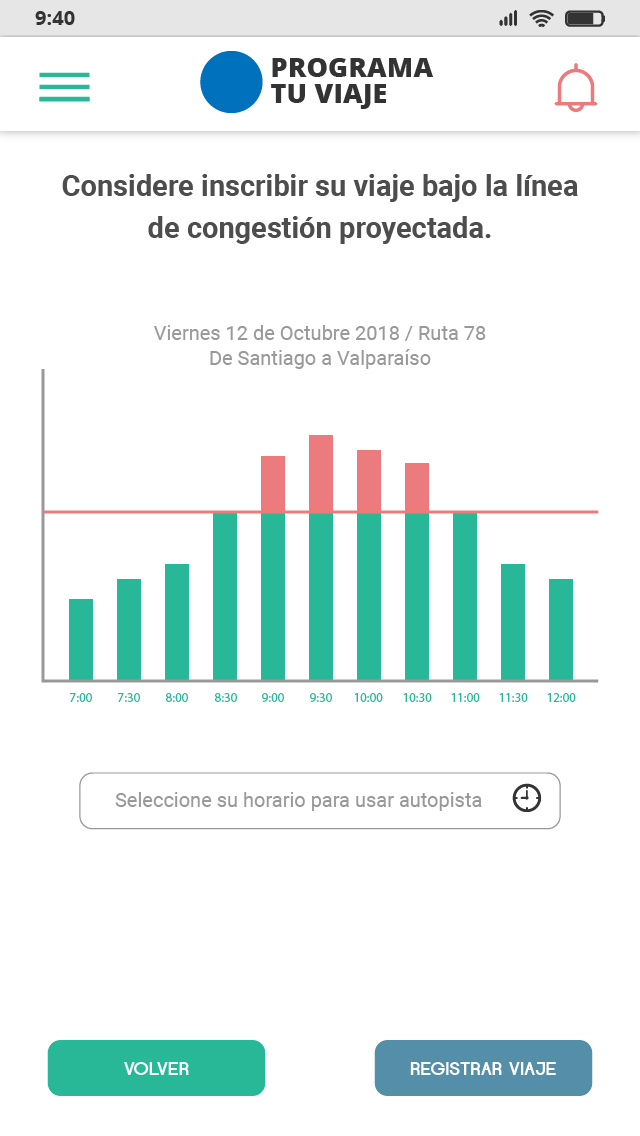 9:40
PROGRAMA
TU VIAJE
Considere inscribir su viaje bajo la línea
de congestión proyectada.
Viernes 12 de Octubre 2018 / Ruta 78
De Santiago a Valparaíso
7:00 7:30 8:00 8:30 9:00 9:30 10:00 10:30 11:00 11:30 12:00
Seleccione su horario para usar autopista
VOLVER REGISTRAR VIAJE